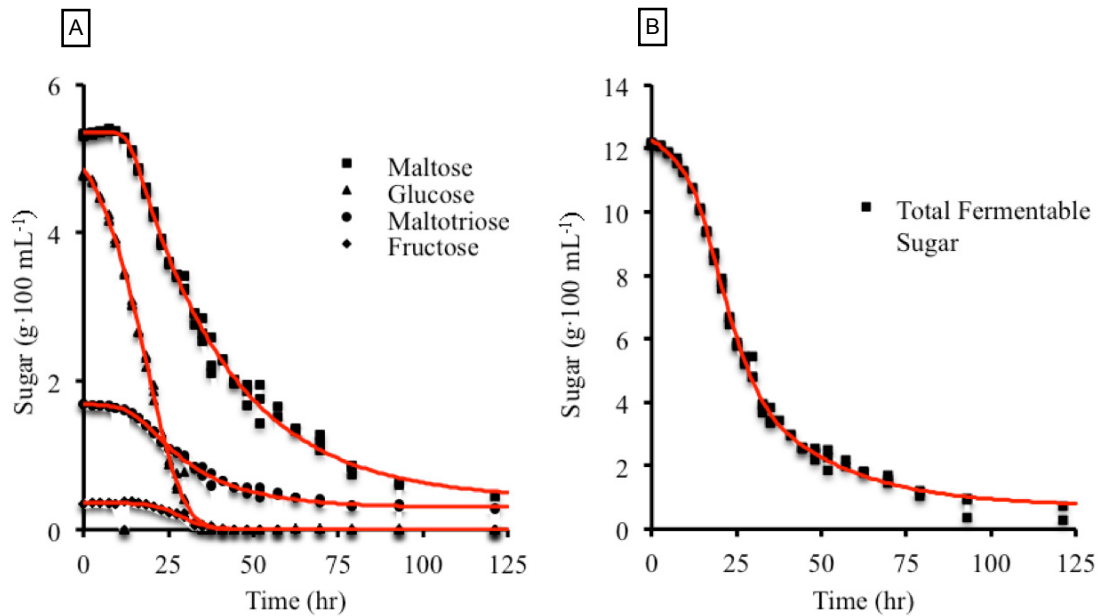 A
6
4
2
0
0
25
50
75
100
125
Sugar (g·100 mL⁻¹)
Time (hr)
Maltose
Glucose
Maltotriose
Fructose
B
14
12
10
8
6
4
2
0
0
25
50
75
100
125
Sugar (g·100 mL⁻¹)
Time (hr)
Total Fermentable
Sugar